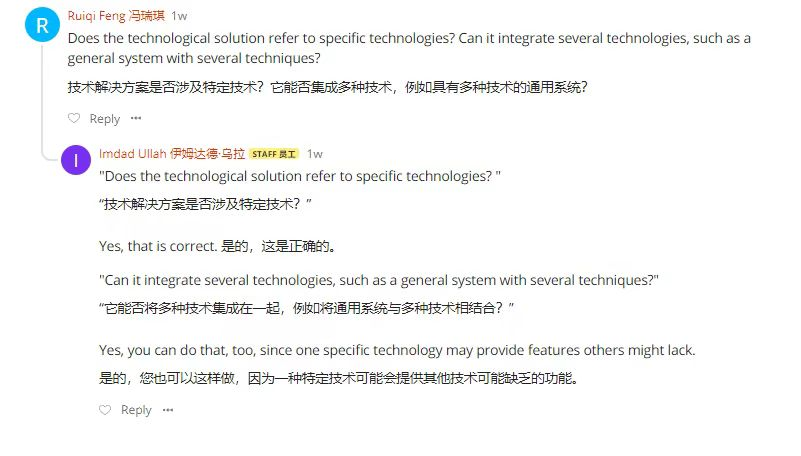 R
Ruiqi Feng 冯瑞琪 1w
Does the technological solution refer to specific technologies? Can it integrate several technologies, such as a
general system with several techniques?
技术解决方案是否涉及特定技术？它能否集成多种技术，例如具有多种技术的通用系统？
Reply ···
I
Imdad Ullah 伊姆达德·乌拉 STAFF 员工 1w
"Does the technological solution refer to specific technologies? "
“技术解决方案是否涉及特定技术？”
Yes, that is correct. 是的，这是正确的。
"Can it integrate several technologies, such as a general system with several techniques?"
“它能否将多种技术集成在一起，例如将通用系统与多种技术相结合？”
Yes, you can do that, too, since one specific technology may provide features others might lack.
是的，您也可以这样做，因为一种特定技术可能会提供其他技术可能缺乏的功能。
Reply ···